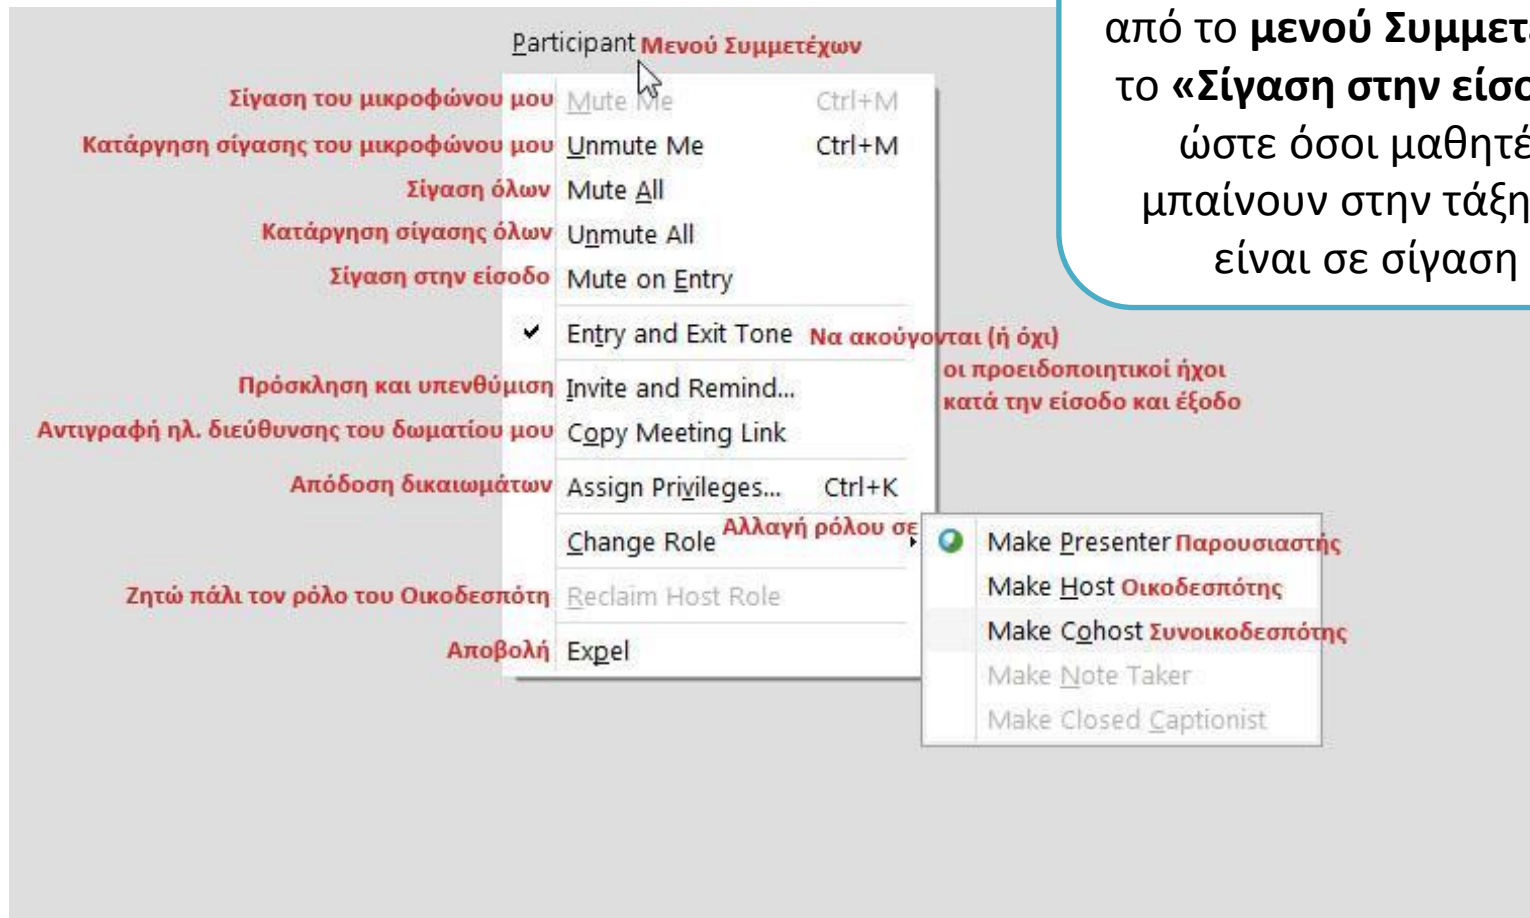 από το μενού
το «Σίγαση στην
ώστε όσοι
μπαίνουν στην τάξη
είναι σε σίγαση
Participant Μενού Συμμετέχων
Σίγαση του μικροφώνου μου Mute Me Ctrl+M
Κατάργηση σίγασης του μικροφώνου μου Unmute Me Ctrl+M
Σίγαση όλων Mute All
Κατάργηση σίγασης όλων Unmute All
Σίγαση στην είσοδο Mute on Entry
Entry and Exit Tone Να ακούγονται (ή όχι)
οι προειδοποιητικοί ήχοι
κατά την είσοδο και έξοδο
Πρόσκληση και υπενθύμιση Invite and Remind...
Αντιγραφή ηλ. διεύθυνσης του δωματίου μου Copy Meeting Link
Απόδοση δικαιωμάτων Assign Privileges... Ctrl+K
Change Role Αλλαγή ρόλου σε
Make Presenter Παρουσιαστής
Make Host Οικοδεσπότης
Make Cohost Συνοικοδεσπότης
Make Note Taker
Make Closed Captionist
Ζητώ πάλι τον ρόλο του Οικοδεσπότη Reclaim Host Role
Αποβολή Expel